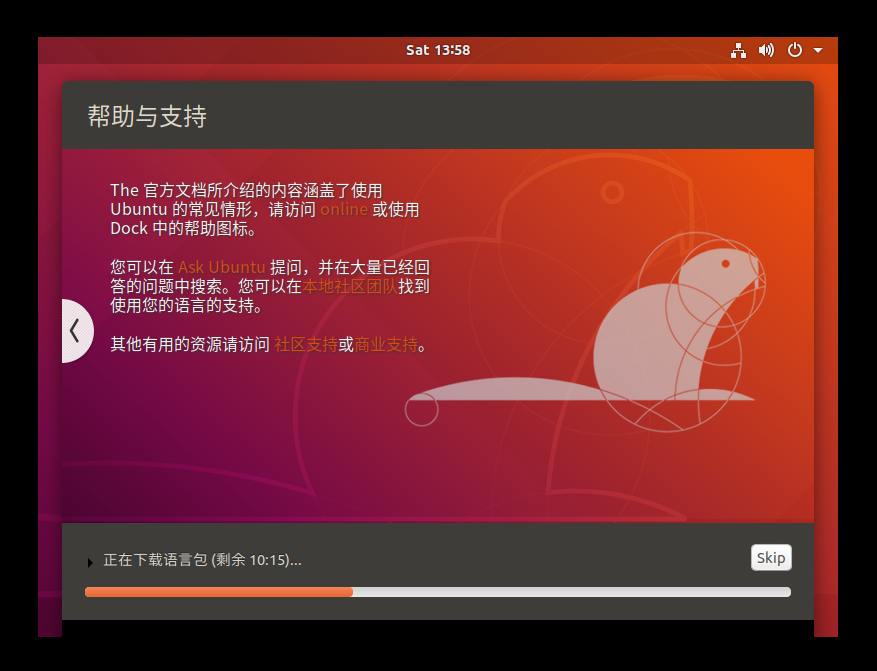 Sat 13:58
帮助与支持
The 官方文档所介绍的内容涵盖了使用
Ubuntu 的常见情形，请访问 online 或使用
Dock 中的帮助图标。
您可以在 Ask Ubuntu 提问，并在大量已经回
答的问题中搜索。您可以在本地社区团队找到
使用您的语言的支持。
其他有用的资源请访问 社区支持或商业支持。
正在下载语言包 (剩余 10:15)...
Skip